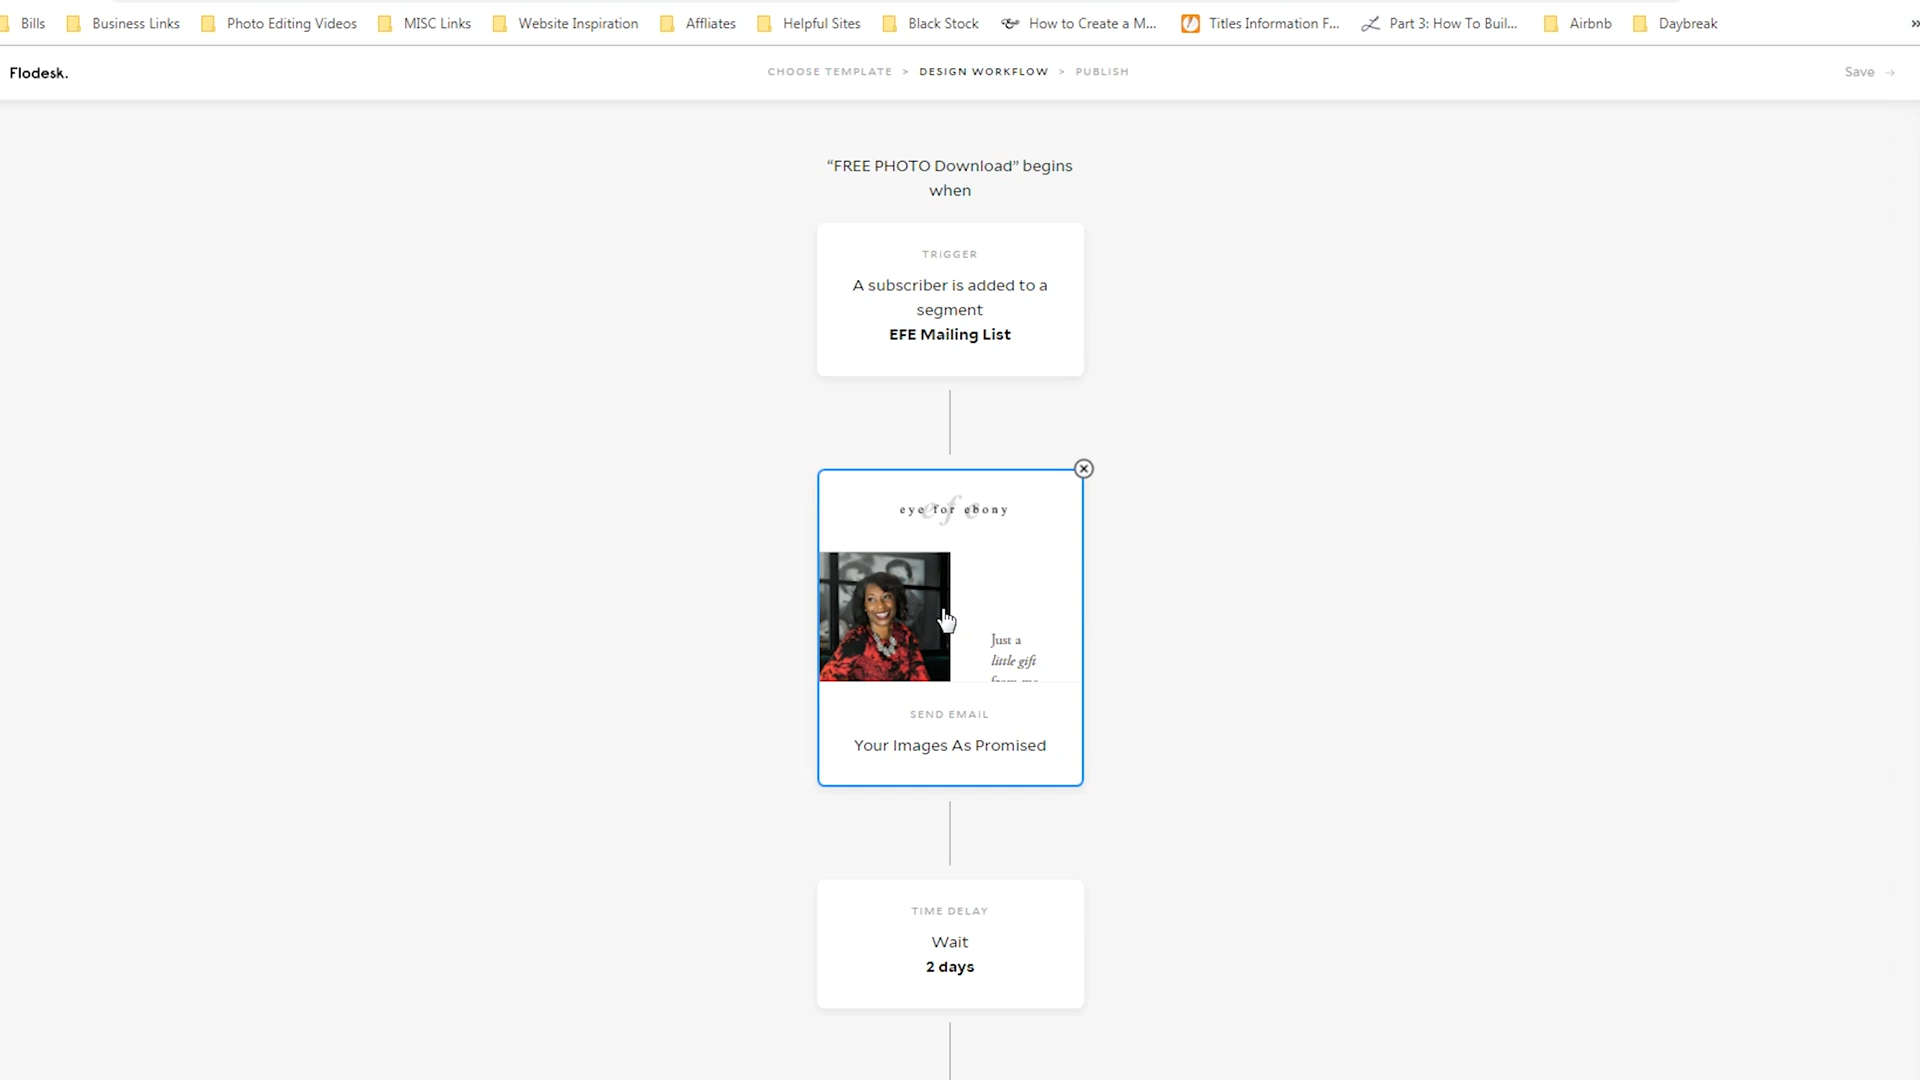 Bills Business Links Photo Editing Videos MISC Links Website Inspiration Affliates Helpful Sites Black Stock How to Create a M... Titles Information F... Part 3: How To Buil... Airbnb Daybreak »
Flodesk.
CHOOSE TEMPLATE > DESIGN WORKFLOW > PUBLISH
Save →
“FREE PHOTO Download” begins
when
TRIGGER
A subscriber is added to a
segment
EFE Mailing List
efe
eye for ebony
Just a
little gift
from me
SEND EMAIL
Your Images As Promised
TIME DELAY
Wait
2 days